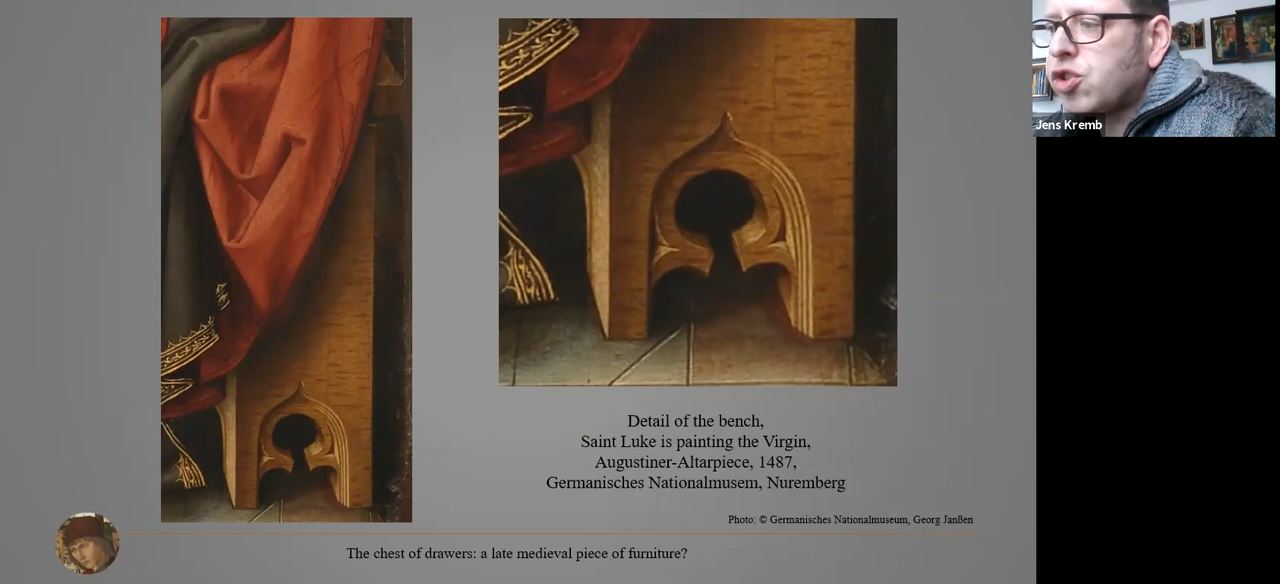 Jens Kremb
Detail of the bench,
Saint Luke is painting the Virgin,
Augustiner-Altarpiece, 1487,
Germanisches Nationalmusem, Nuremberg
Photo: © Germanisches Nationalmuseum, Georg Janßen
The chest of drawers: a late medieval piece of furniture?